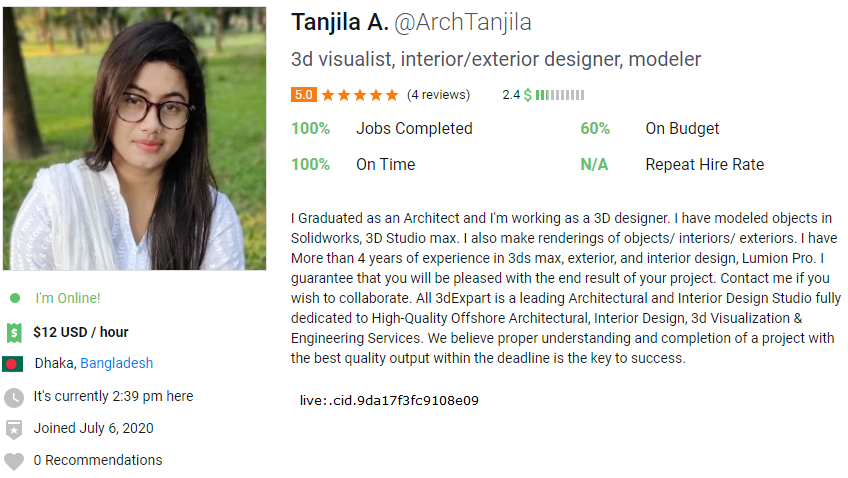 Tanjila A. @ArchTanjila
3d visualist, interior/exterior designer, modeler
5.0 (4 reviews) 2.4 $
100% Jobs Completed 60% On Budget
100% On Time N/A Repeat Hire Rate
I Graduated as an Architect and I'm working as a 3D designer. I have modeled objects in
Solidworks, 3D Studio max. I also make renderings of objects/ interiors/ exteriors. I have
More than 4 years of experience in 3ds max, exterior, and interior design, Lumion Pro. I
guarantee that you will be pleased with the end result of your project. Contact me if you
wish to collaborate. All 3dExpart is a leading Architectural and Interior Design Studio fully
dedicated to High-Quality Offshore Architectural, Interior Design, 3d Visualization &
Engineering Services. We believe proper understanding and completion of a project with
the best quality output within the deadline is the key to success.
live:.cid.9da17f3fc9108e09
I'm Online!
$12 USD / hour
Dhaka, Bangladesh
It's currently 2:39 pm here
Joined July 6, 2020
0 Recommendations